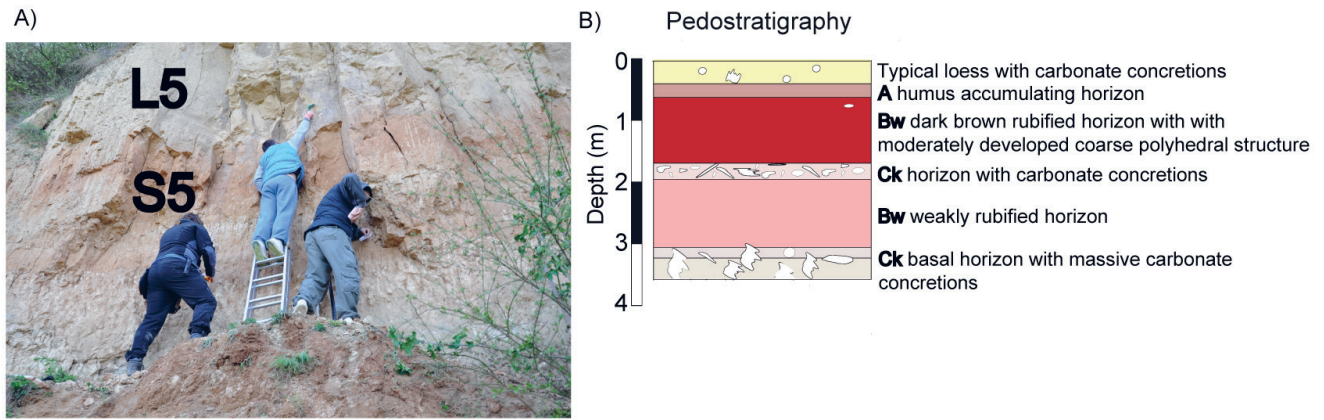 A)
L5
S5
B)
Pedostratigraphy
Depth (m)
0
1
2
3
4
Typical loess with carbonate concretions
A humus accumulating horizon
Bw dark brown rubified horizon with with
moderately developed coarse polyhedral structure
Ck horizon with carbonate concretions
Bw weakly rubified horizon
Ck basal horizon with massive carbonate
concretions